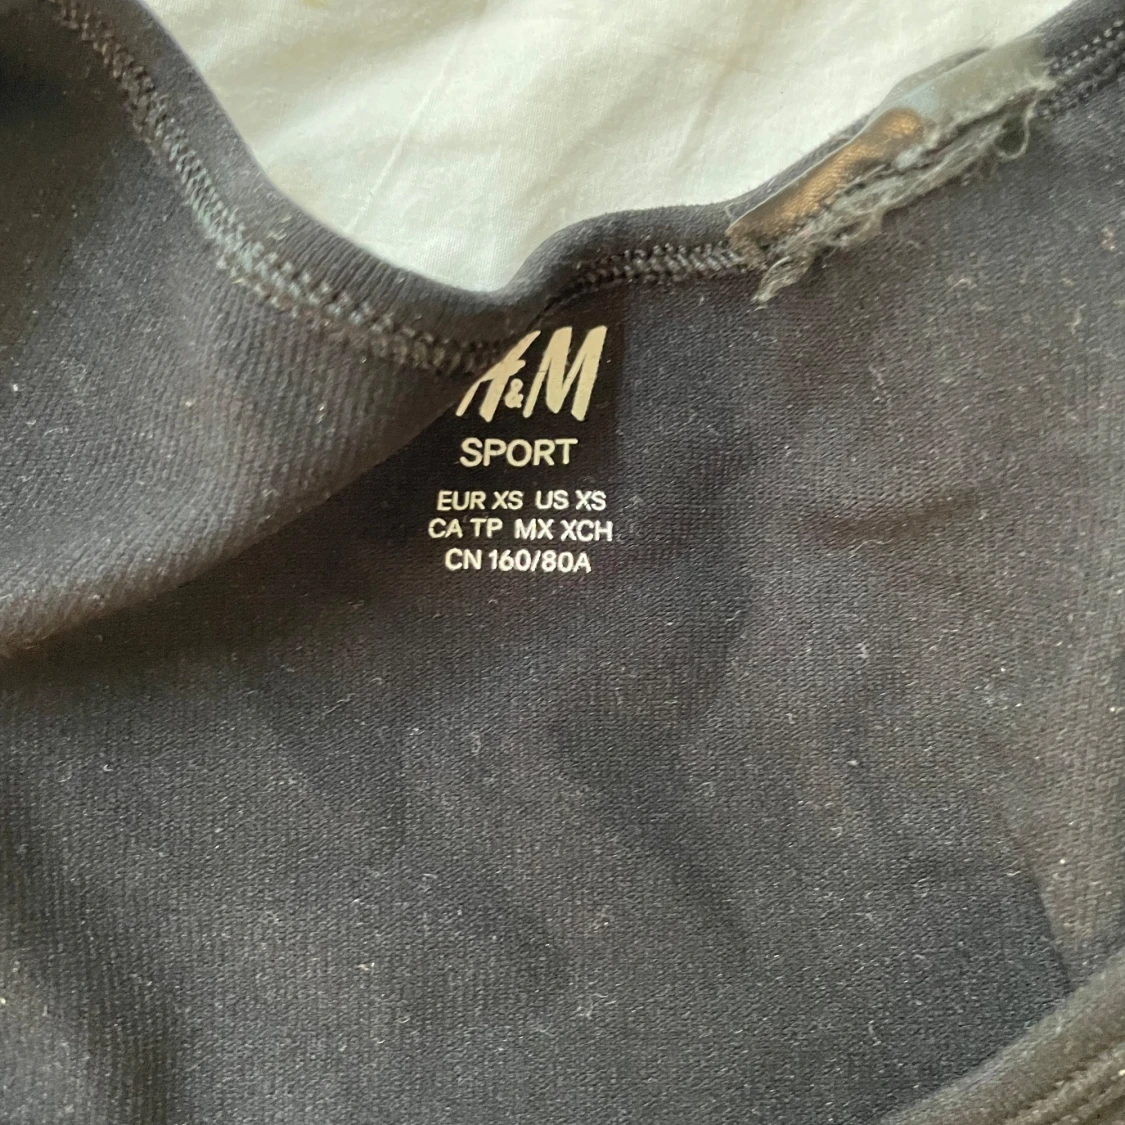 H&M
SPORT
EUR XS US XS
CA TP MX XCH
CN 160/80A